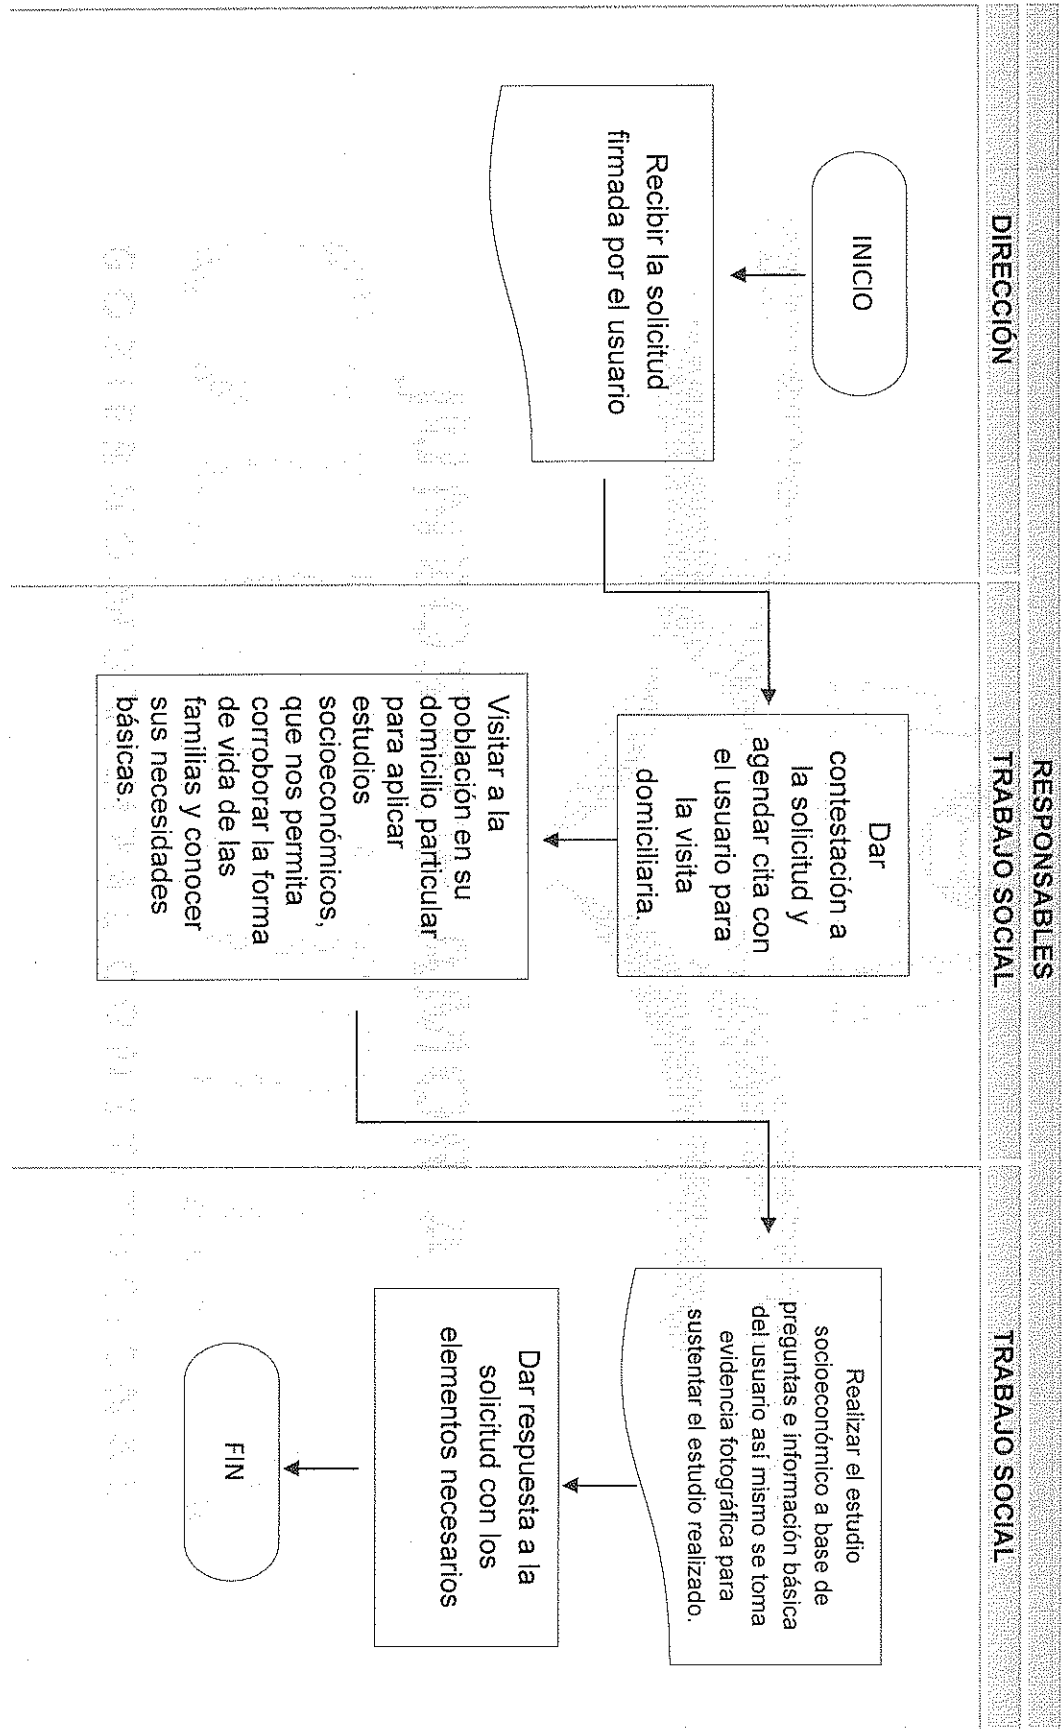 RESPONSABLES
DIRECCIÓN
TRABAJO SOCIAL
TRABAJO SOCIAL
INICIO
Recibir la solicitud
firmada por el usuario
Dar
contestación a
la solicitud y
agendar cita con
el usuario para
la visita
domiciliaria.
Visitar a la
población en su
domicilio particular
para aplicar
estudios
socioeconómicos,
que nos permita
corroborar la forma
de vida de las
familias y conocer
sus necesidades
básicas.
Realizar el estudio
socioeconómico a base de
preguntas e información básica
del usuario así mismo se toma
evidencia fotográfica para
sustentar el estudio realizado.
Dar respuesta a la
solicitud con los
elementos necesarios
FIN